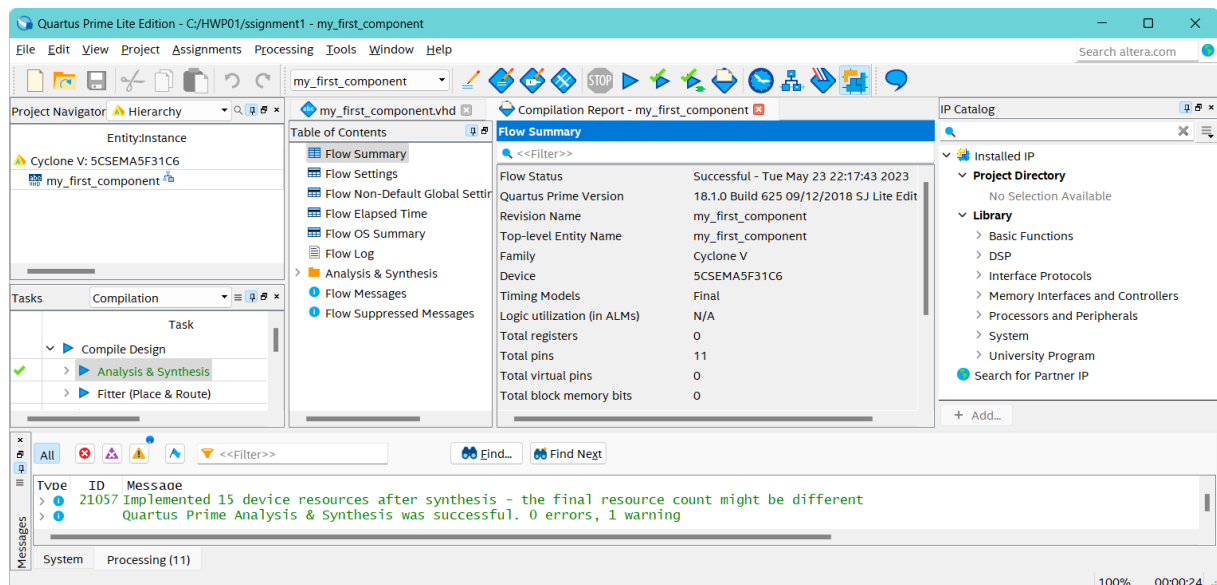 Quartus Prime Lite Edition - C:/HWP01/ssignment1 - my_first_component
File Edit View Project Assignments Processing Tools Window Help
Search altera.com
STOP
my_first_component
Project Navigator Hierarchy
Entity:Instance
Cyclone V: 5CSEMA5F31C6
my_first_component
Tasks Compilation
Task
Compile Design
Analysis & Synthesis
Fitter (Place & Route)
my_first_component.vhd
Compilation Report - my_first_component
Table of Contents
Flow Summary
Flow Settings
Flow Non-Default Global Settir
Flow Elapsed Time
Flow OS Summary
Flow Log
Analysis & Synthesis
Flow Messages
Flow Suppressed Messages
Flow Summary
<<Filter>>
Flow Status Successful - Tue May 23 22:17:43 2023
Quartus Prime Version 18.1.0 Build 625 09/12/2018 SJ Lite Edit
Revision Name my_first_component
Top-level Entity Name my_first_component
Family Cyclone V
Device 5CSEMA5F31C6
Timing Models Final
Logic utilization (in ALMs) N/A
Total registers 0
Total pins 11
Total virtual pins 0
Total block memory bits 0
IP Catalog
Installed IP
Project Directory
No Selection Available
Library
Basic Functions
DSP
Interface Protocols
Memory Interfaces and Controllers
Processors and Peripherals
System
University Program
Search for Partner IP
+ Add...
All <<Filter>> Find... Find Next
Type ID Message
21057 Implemented 15 device resources after synthesis - the final resource count might be different
Quartus Prime Analysis & Synthesis was successful. 0 errors, 1 warning
Messages
System Processing (11)
100% 00:00:24